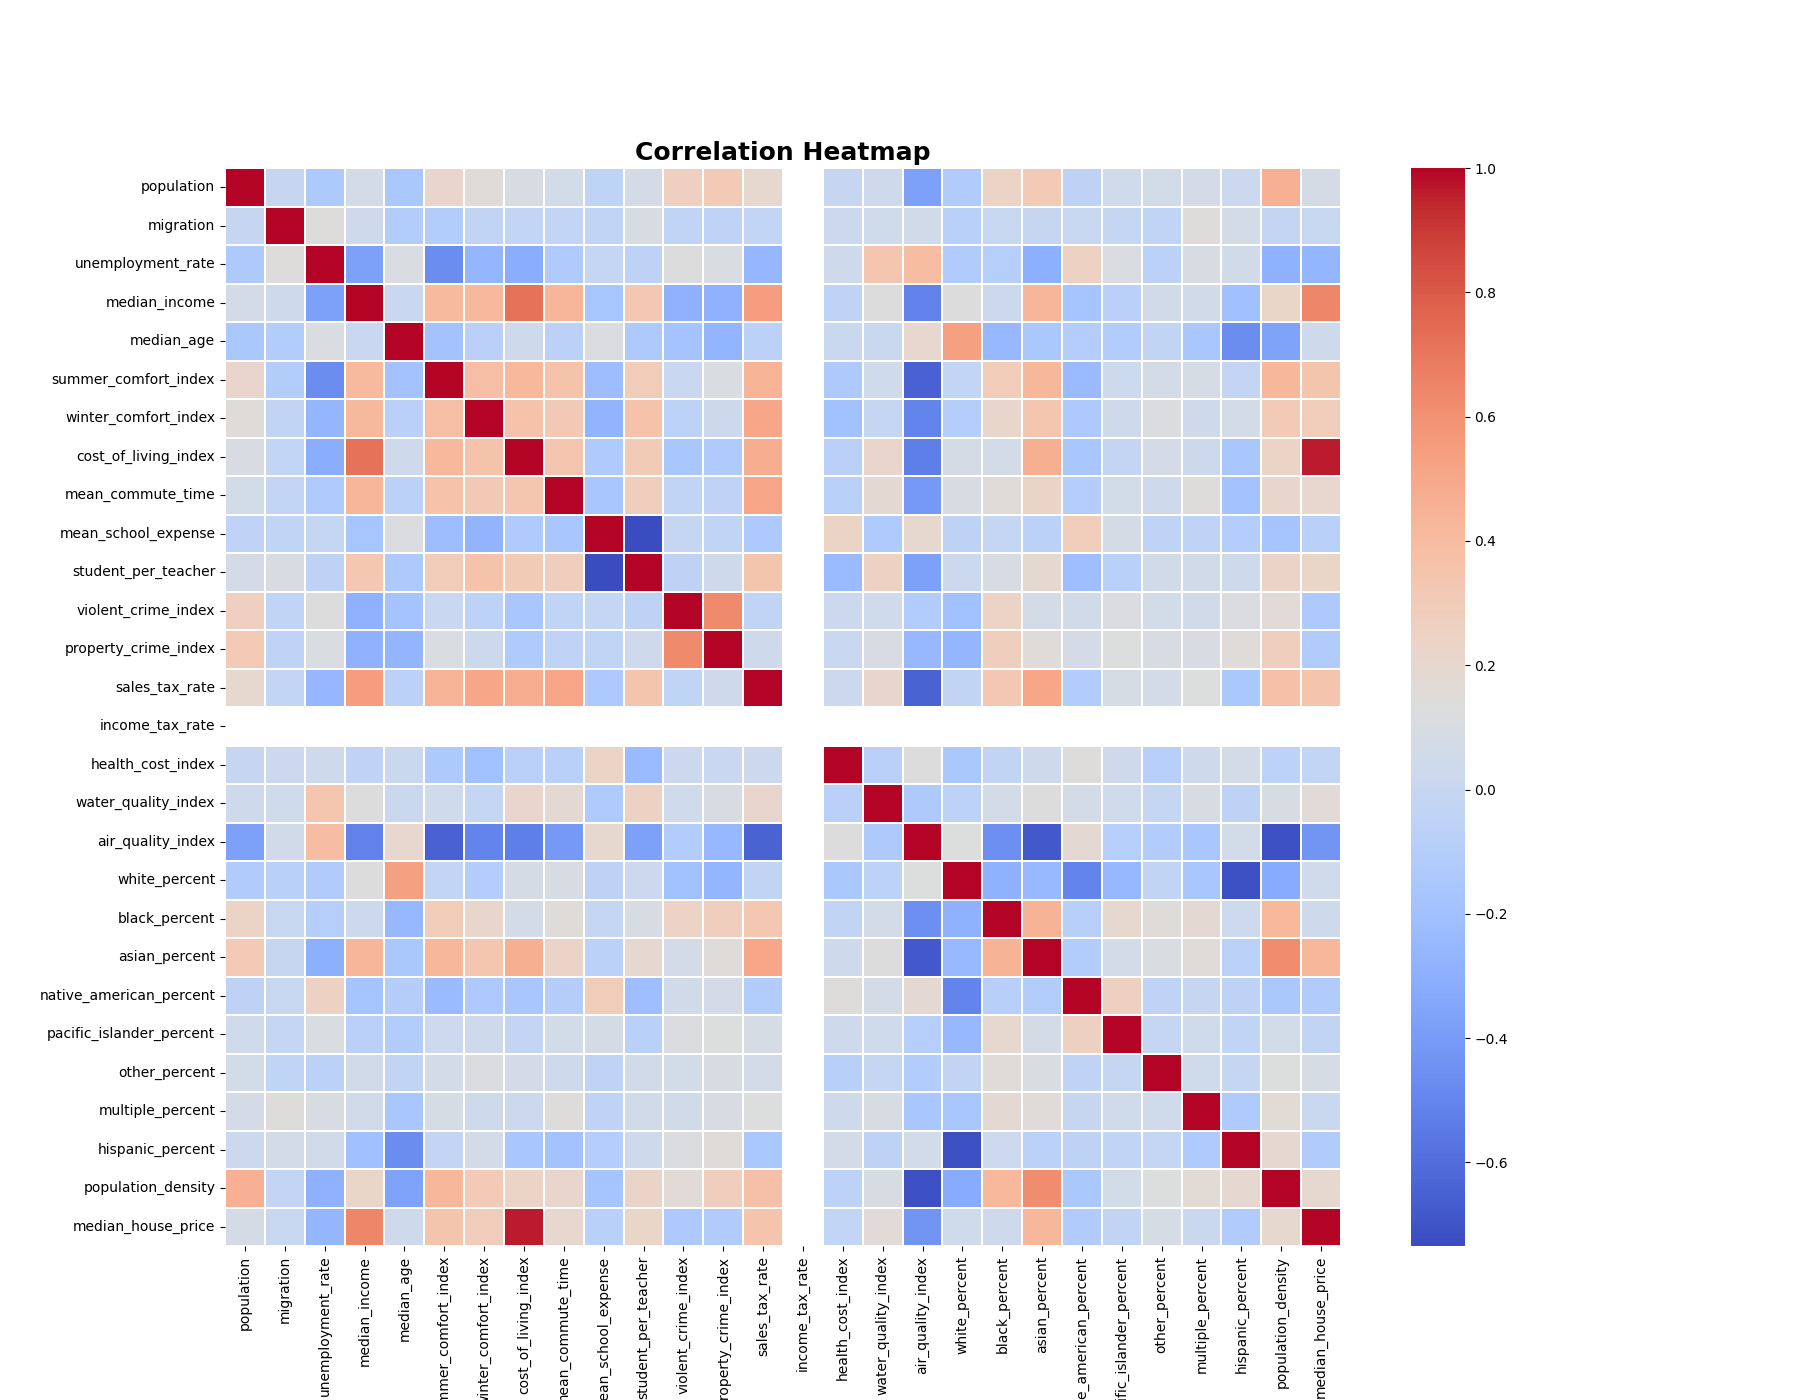 Correlation Heatmap
population
migration
unemployment_rate
median_income
median_age
summer_comfort_index
winter_comfort_index
cost_of_living_index
mean_commute_time
mean_school_expense
student_per_teacher
violent_crime_index
property_crime_index
sales_tax_rate
income_tax_rate
health_cost_index
water_quality_index
air_quality_index
white_percent
black_percent
asian_percent
native_american_percent
pacific_islander_percent
other_percent
multiple_percent
hispanic_percent
population_density
median_house_price
population
migration
unemployment_rate
median_income
median_age
mmer_comfort_index
winter_comfort_index
cost_of_living_index
mean_commute_time
ean_school_expense
student_per_teacher
violent_crime_index
roperty_crime_index
sales_tax_rate
income_tax_rate
health_cost_index
water_quality_index
air_quality_index
white_percent
black_percent
asian_percent
e_american_percent
ific_islander_percent
other_percent
multiple_percent
hispanic_percent
population_density
median_house_price
1.0
0.8
0.6
0.4
0.2
0.0
−0.2
−0.4
−0.6